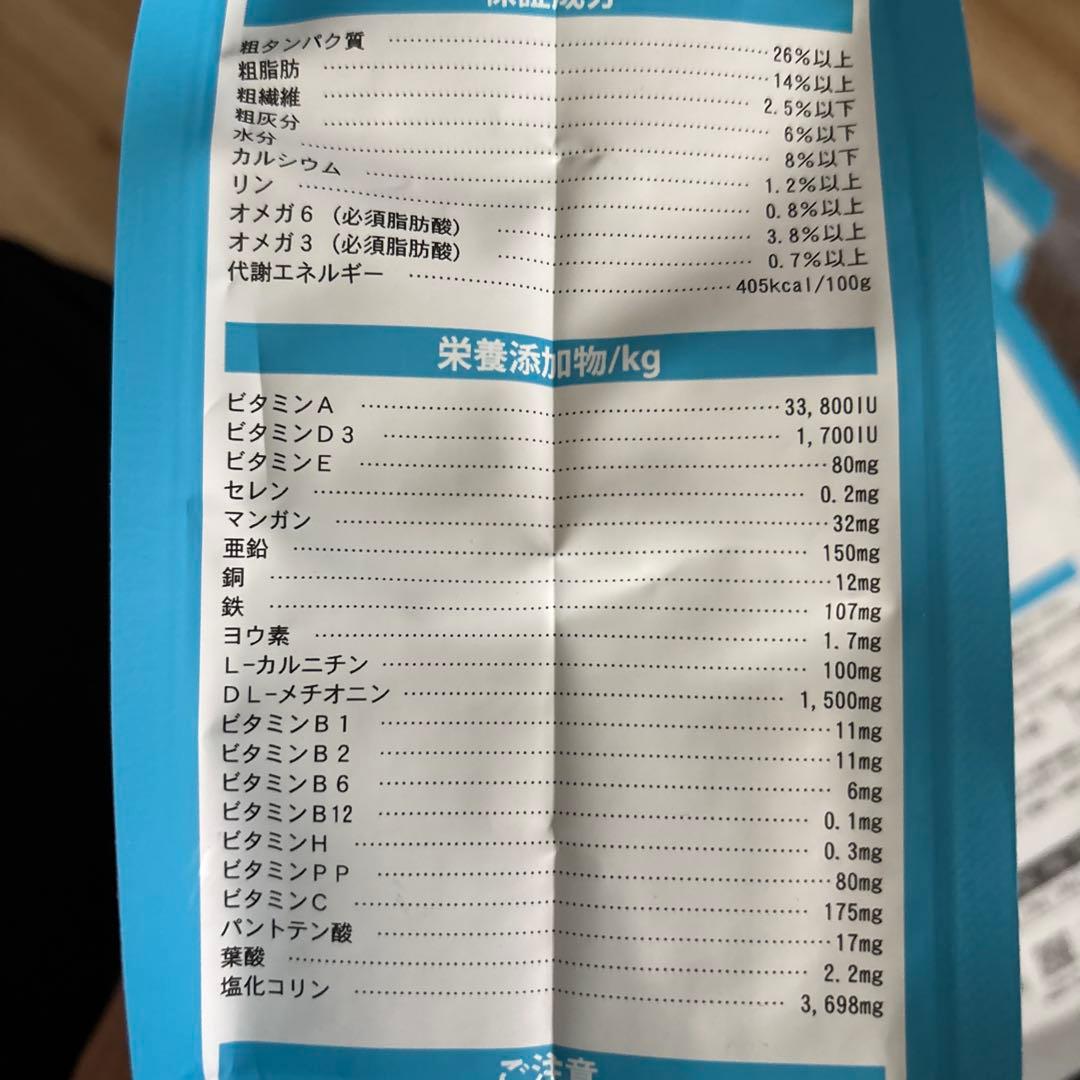 保証成分
粗タンパク質 26%以上
粗脂肪 14%以上
粗繊維 2.5%以下
粗灰分 6%以下
水分 8%以下
カルシウム 1.2%以上
リン 0.8%以上
オメガ6（必須脂肪酸） 3.8%以上
オメガ3（必須脂肪酸） 0.7%以上
代謝エネルギー 405kcal/100g
栄養添加物/kg
ビタミンA 33,800IU
ビタミンD3 1,700IU
ビタミンE 80mg
セレン 0.2mg
マンガン 32mg
亜鉛 150mg
銅 12mg
鉄 107mg
ヨウ素 1.7mg
L-カルニチン 100mg
DL-メチオニン 1,500mg
ビタミンB1 11mg
ビタミンB2 11mg
ビタミンB6 6mg
ビタミンB12 0.1mg
ビタミンH 0.3mg
ビタミンPP 80mg
ビタミンC 175mg
パントテン酸 17mg
葉酸 2.2mg
塩化コリン 3,698mg
ご注意